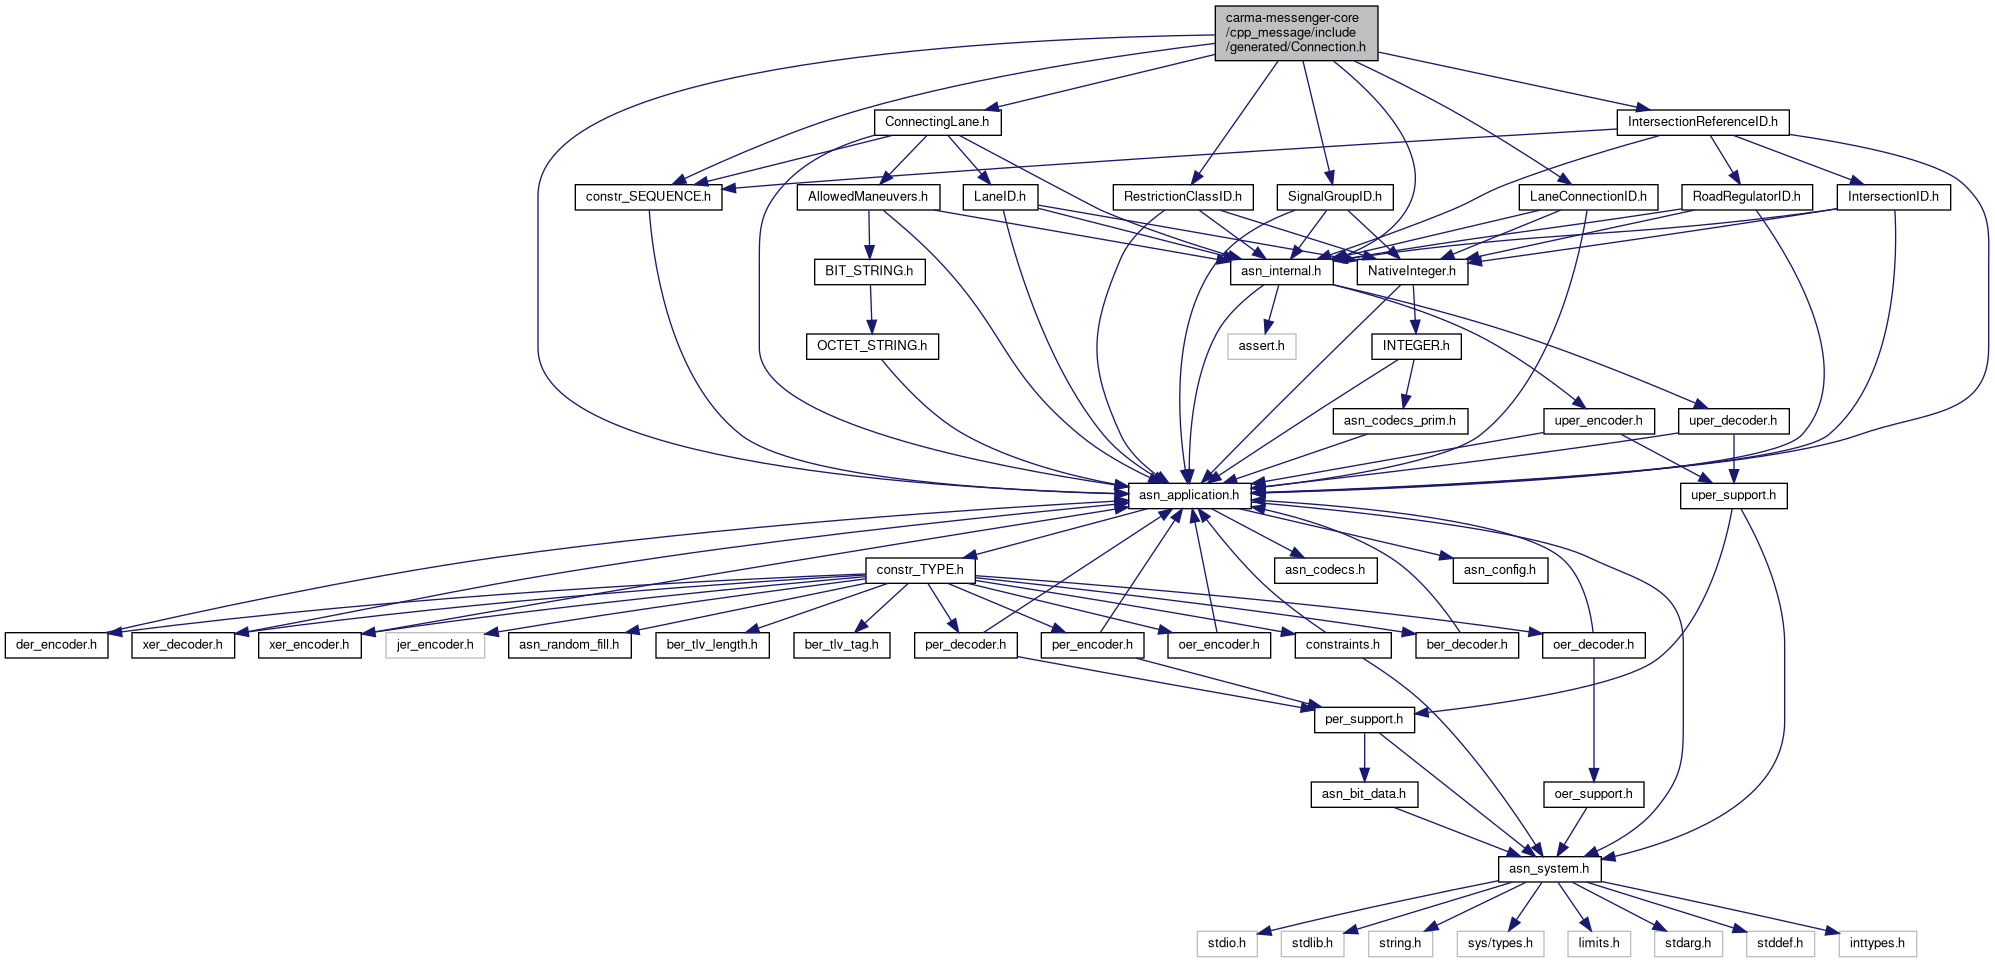 carma-messenger-core
/cpp_message/include
/generated/Connection.h
ConnectingLane.h
IntersectionReferenceID.h
constr_SEQUENCE.h
AllowedManeuvers.h
LaneID.h
RestrictionClassID.h
SignalGroupID.h
LaneConnectionID.h
RoadRegulatorID.h
IntersectionID.h
BIT_STRING.h
asn_internal.h
NativeInteger.h
OCTET_STRING.h
assert.h
INTEGER.h
asn_codecs_prim.h
uper_encoder.h
uper_decoder.h
asn_application.h
uper_support.h
constr_TYPE.h
asn_codecs.h
asn_config.h
der_encoder.h
xer_decoder.h
xer_encoder.h
jer_encoder.h
asn_random_fill.h
ber_tlv_length.h
ber_tlv_tag.h
per_decoder.h
per_encoder.h
oer_encoder.h
constraints.h
ber_decoder.h
oer_decoder.h
per_support.h
asn_bit_data.h
oer_support.h
asn_system.h
stdio.h
stdlib.h
string.h
sys/types.h
limits.h
stdarg.h
stddef.h
inttypes.h